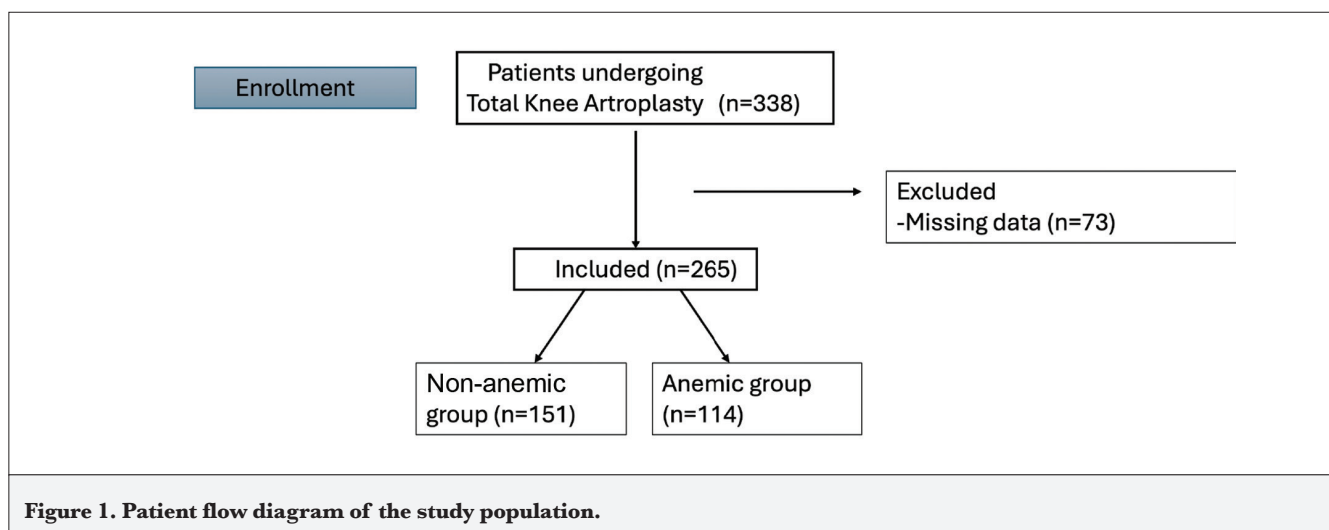 Enrollment
Patients undergoing
Total Knee Artroplasty (n=338)
Excluded
-Missing data (n=73)
Included (n=265)
Non-anemic
group (n=151)
Anemic group
(n=114)
Figure 1. Patient flow diagram of the study population.